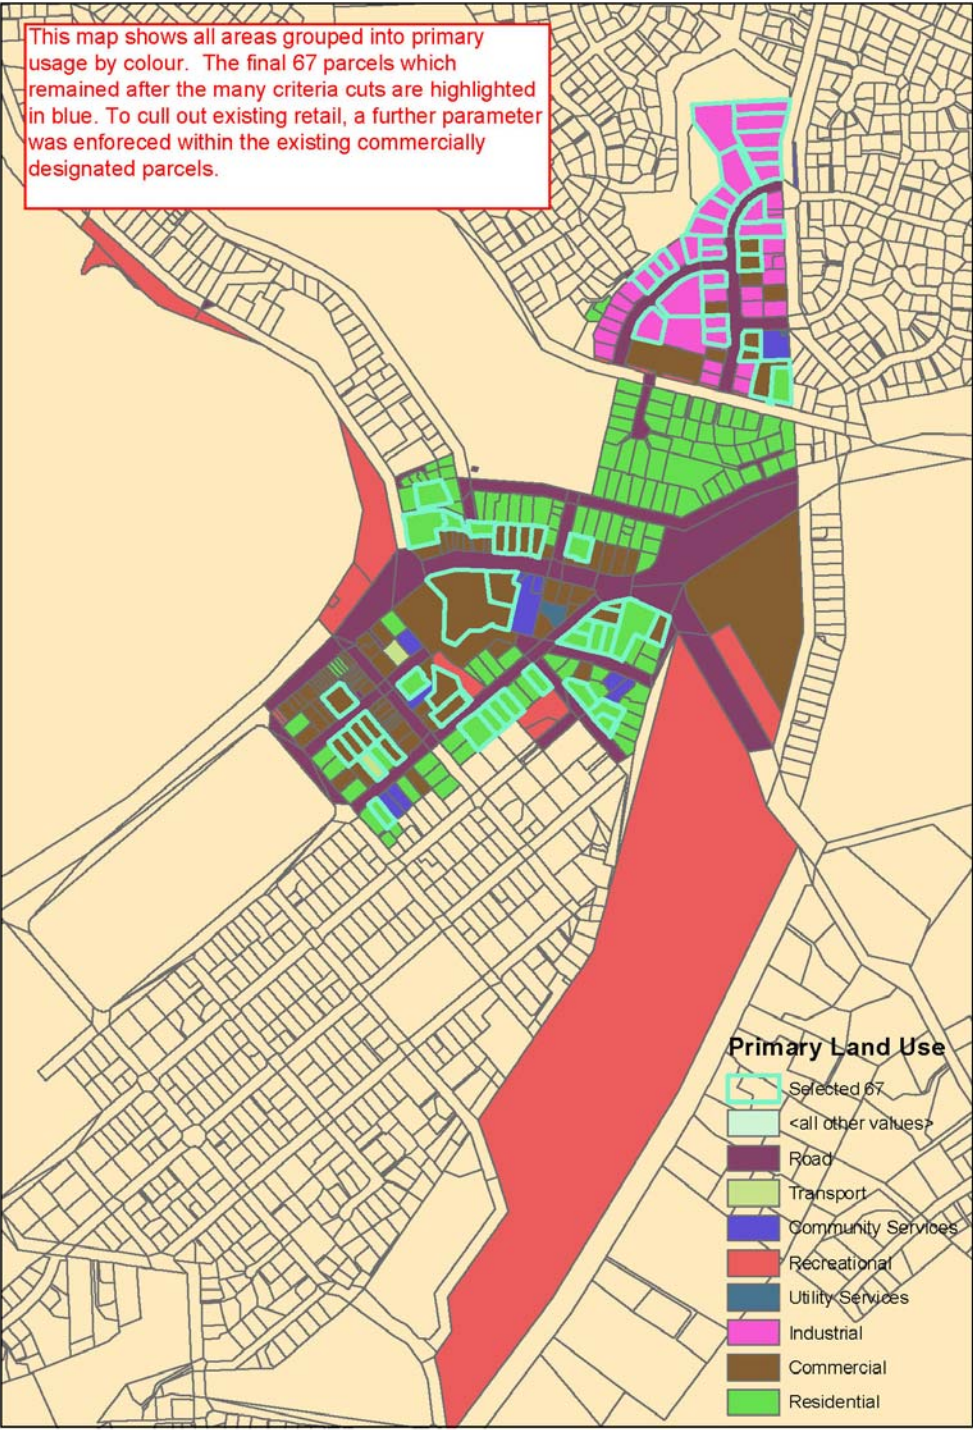 This map shows all areas grouped into primary
usage by colour.  The final 67 parcels which
remained after the many criteria cuts are highlighted
in blue. To cull out existing retail, a further parameter
was enforeced within the existing commercially
designated parcels.
Primary Land Use
Selected 67
<all other values>
Road
Transport
Community Services
Recreational
Utility Services
Industrial
Commercial
Residential